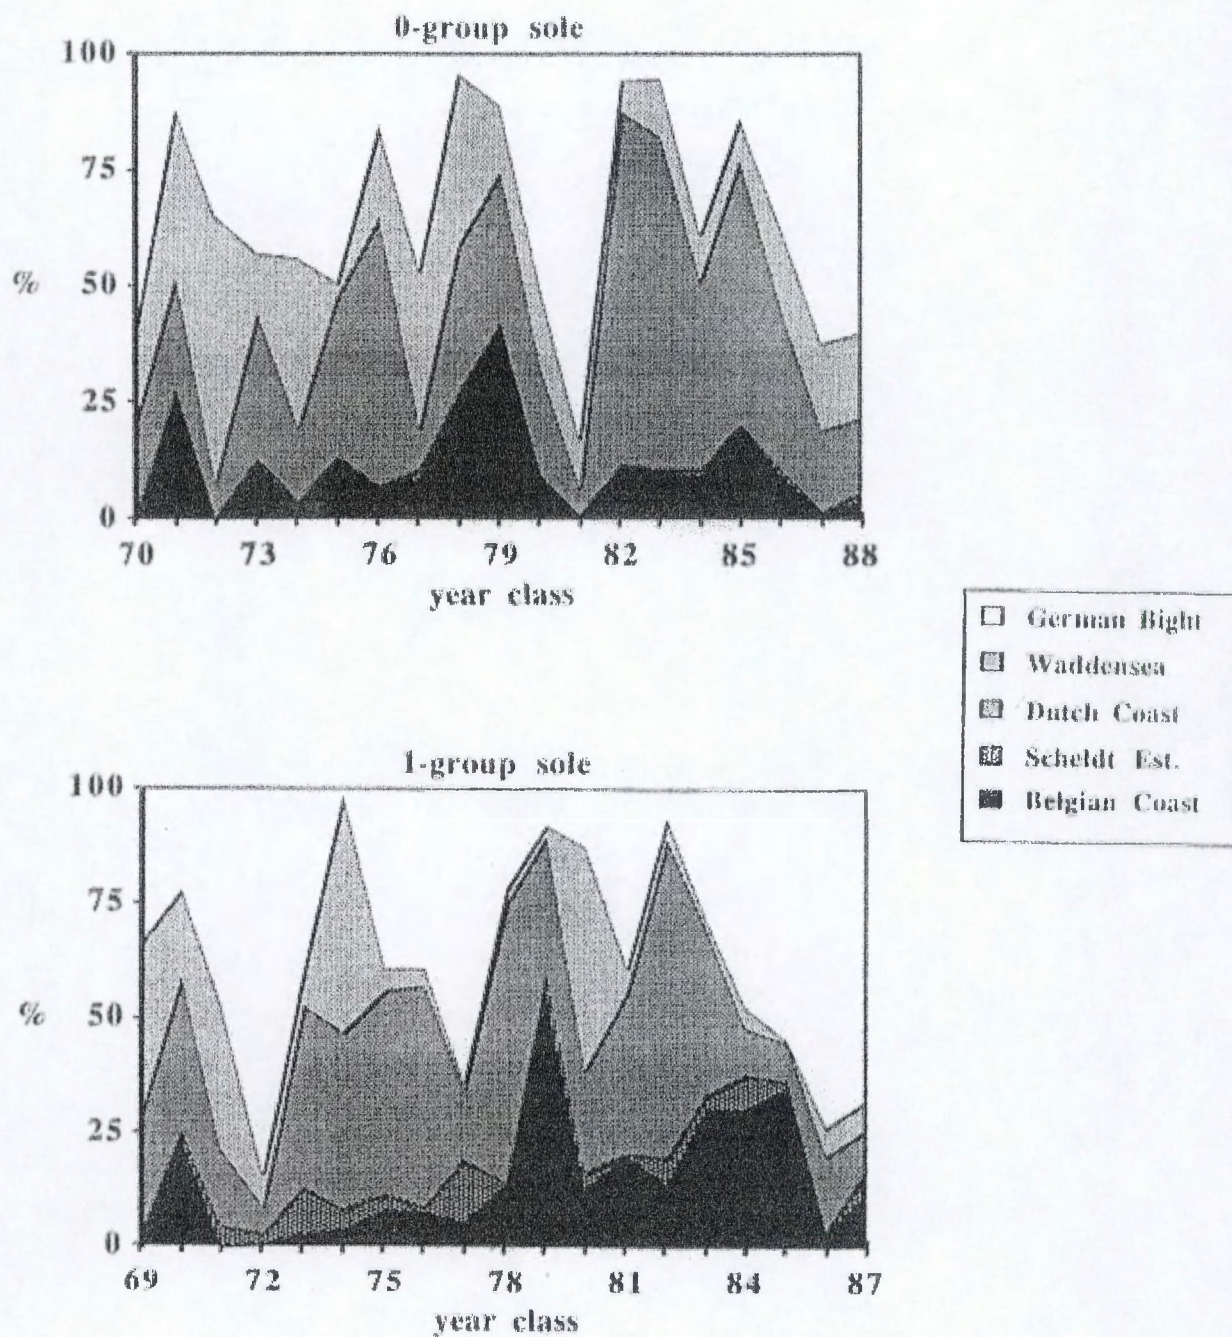 0-group sole
100
75
%
50
25
0
70 73 76 79 82 85 88
year class
German Bight
Waddensea
Dutch Coast
Scheldt Est.
Belgian Coast
1-group sole
100
75
%
50
25
0
69 72 75 78 81 84 87
year class